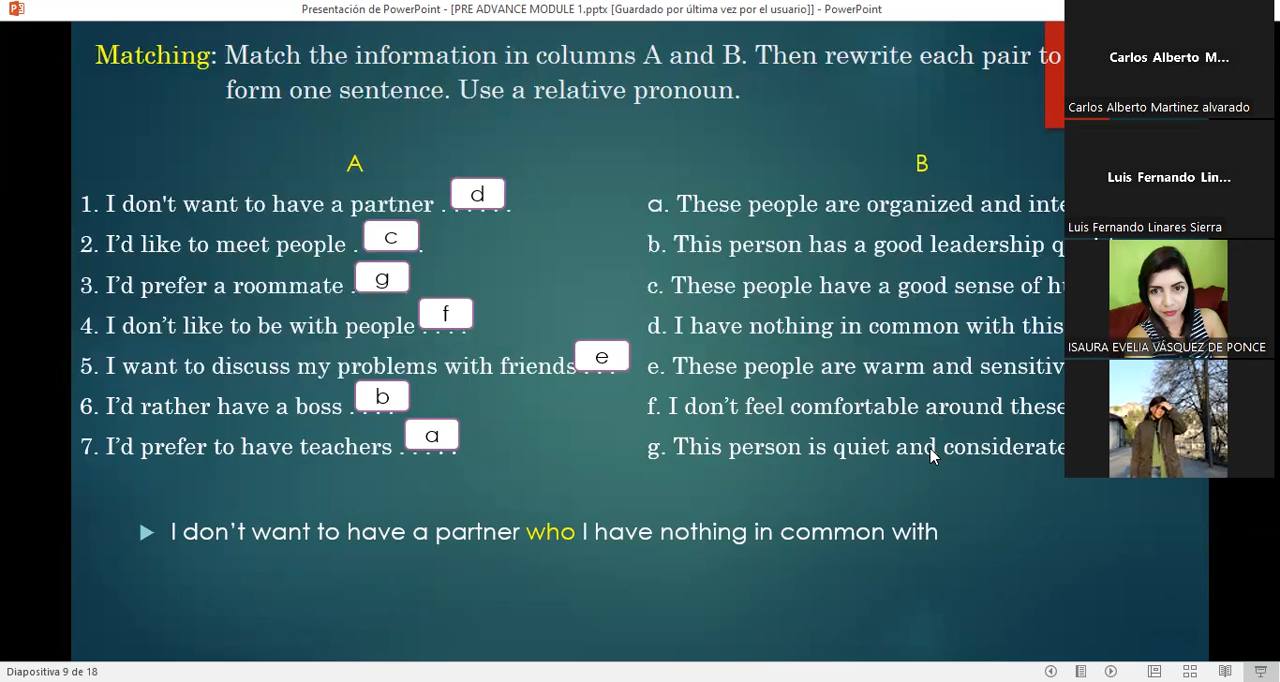 Presentación de PowerPoint - [PRE ADVANCE MODULE 1.pptx [Guardado por última vez por el usuario]] - PowerPoint
Matching: Match the information in columns A and B. Then rewrite each pair to
form one sentence. Use a relative pronoun.
A
1. I don't want to have a partner . . . . . . d
2. I’d like to meet people . c .
3. I’d prefer a roommate . g
4. I don’t like to be with people . . . . f
5. I want to discuss my problems with friends . . . e
6. I’d rather have a boss . . . . b
7. I’d prefer to have teachers . . . . . a
B
a. These people are organized and
b. This person has a good leadership
c. These people have a good sense of
d. I have nothing in common with this
e. These people are warm and
f. I don’t feel comfortable around these
g. This person is quiet and considerate
I don’t want to have a partner who I have nothing in common with
Carlos Alberto M...
Carlos Alberto Martinez alvarado
Luis Fernando Lin...
Luis Fernando Linares Sierra
ISAURA EVELIA VÁSQUEZ DE PONCE
Diapositiva 9 de 18